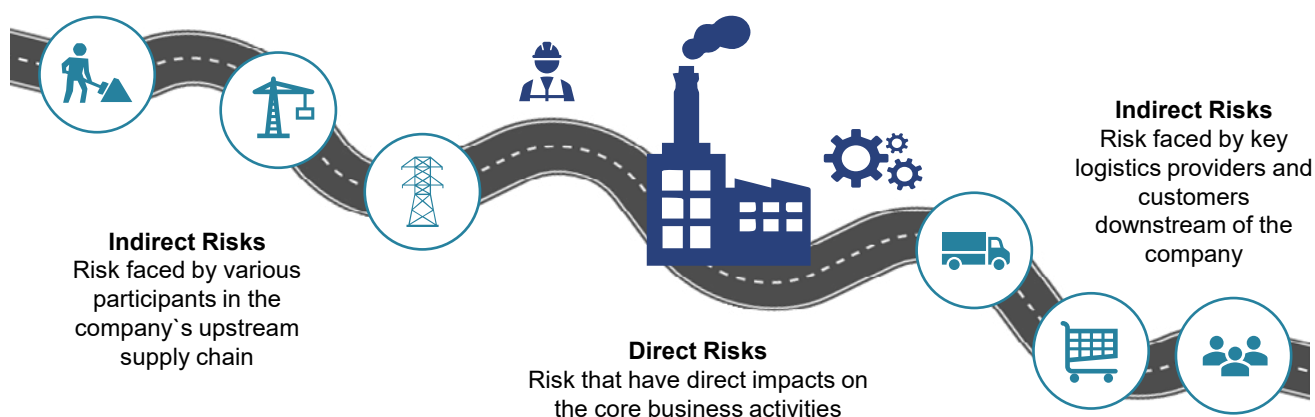 Indirect Risks
Risk faced by various
participants in the
company`s upstream
supply chain
Direct Risks
Risk that have direct impacts on
the core business activities
Indirect Risks
Risk faced by key
logistics providers and
customers
downstream of the
company